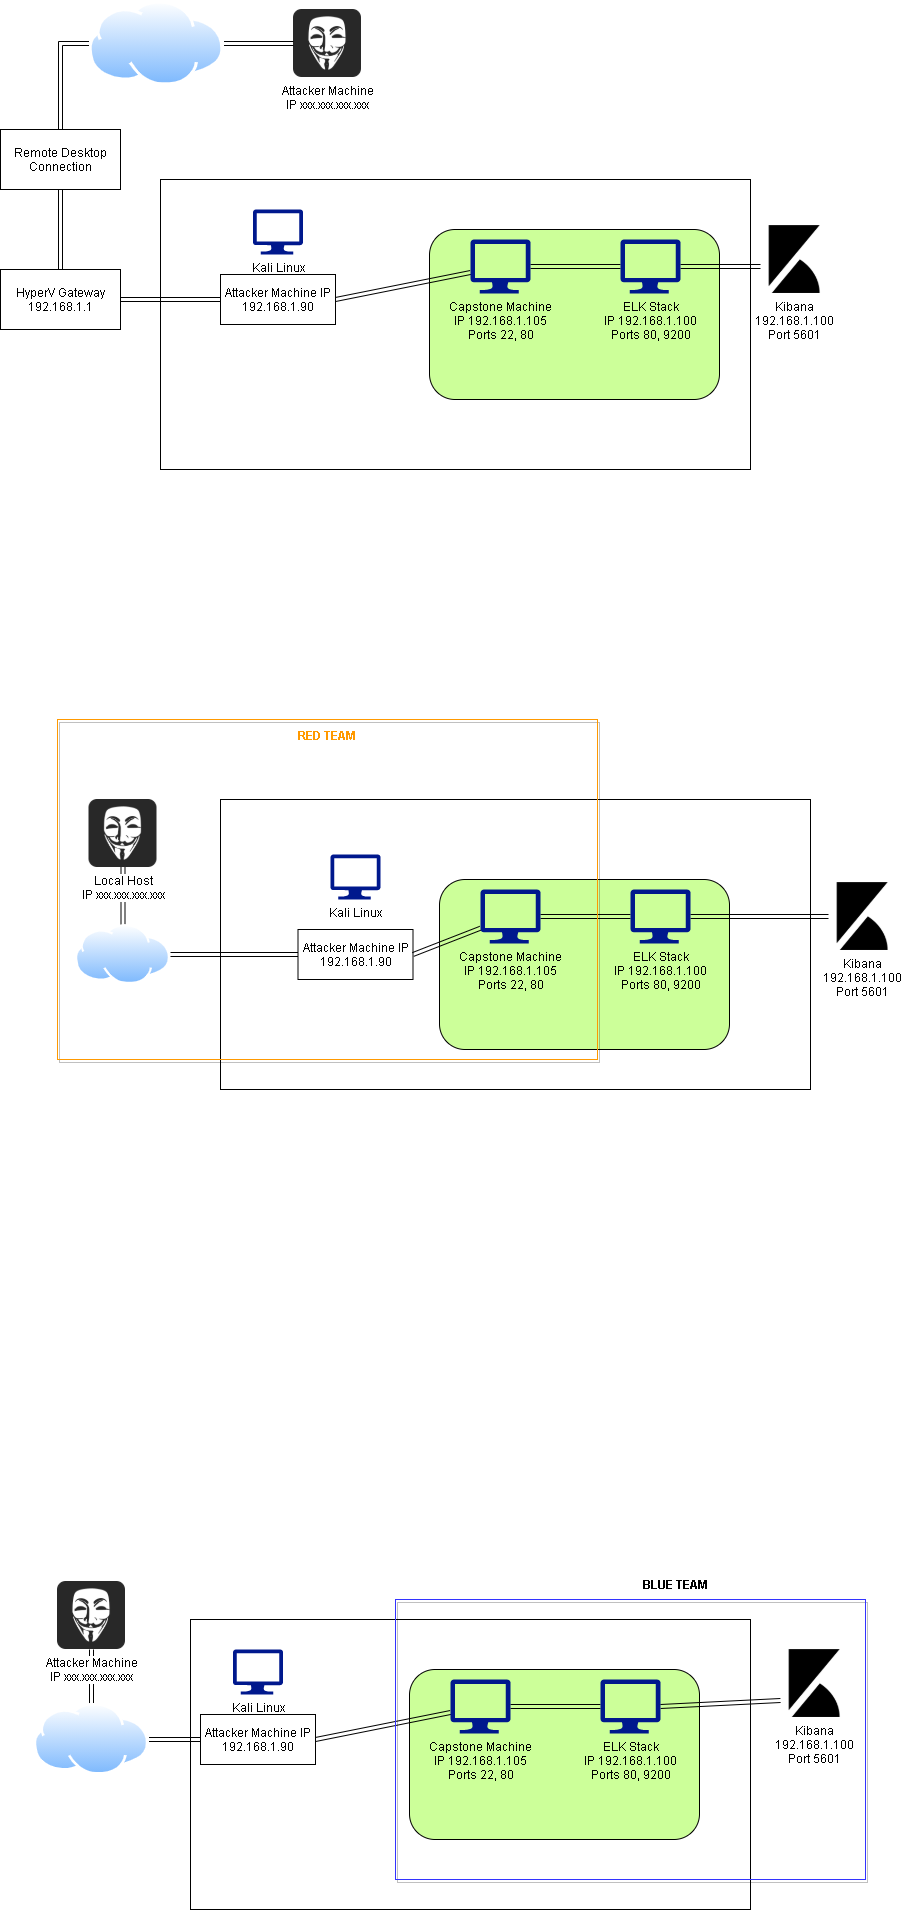 Attacker Machine
IP xxx.xxx.xxx.xxx
Remote Desktop
Connection
HyperV Gateway
192.168.1.1
Kali Linux
Attacker Machine IP
192.168.1.90
Capstone Machine
IP 192.168.1.105
Ports 22, 80
ELK Stack
IP 192.168.1.100
Ports 80, 9200
Kibana
192.168.1.100
Port 5601
RED TEAM
Local Host
IP xxx.xxx.xxx.xxx
Kali Linux
Attacker Machine IP
192.168.1.90
Capstone Machine
IP 192.168.1.105
Ports 22, 80
ELK Stack
IP 192.168.1.100
Ports 80, 9200
Kibana
192.168.1.100
Port 5601
BLUE TEAM
Attacker Machine
IP xxx.xxx.xxx.xxx
Kali Linux
Attacker Machine IP
192.168.1.90
Capstone Machine
IP 192.168.1.105
Ports 22, 80
ELK Stack
IP 192.168.1.100
Ports 80, 9200
Kibana
192.168.1.100
Port 5601